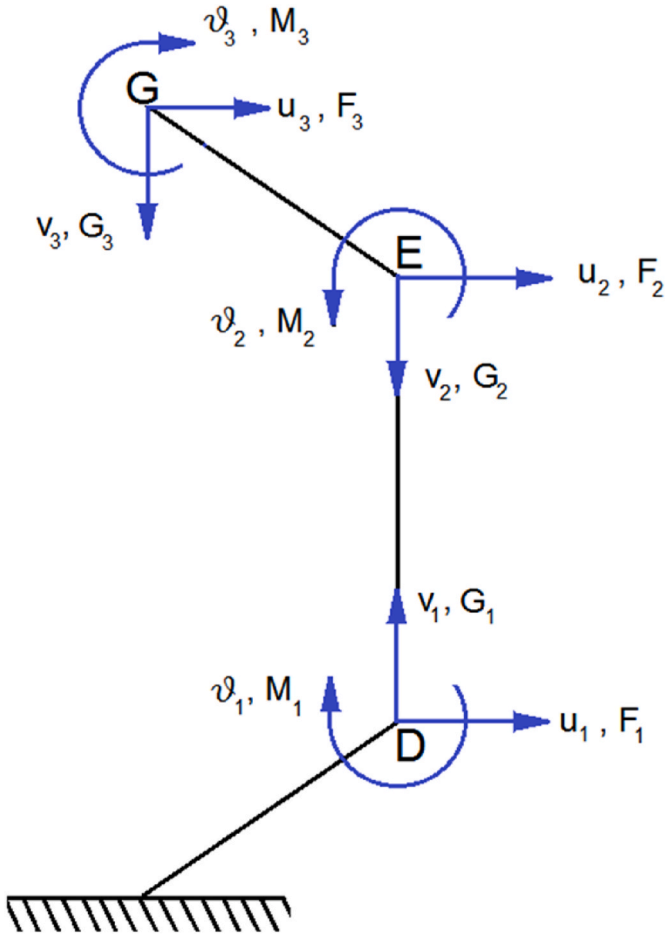 ϑ₃ , M₃
G
u₃ , F₃
v₃, G₃
E
u₂ , F₂
ϑ₂ , M₂
v₂, G₂
v₁, G₁
ϑ₁, M₁
D
u₁ , F₁